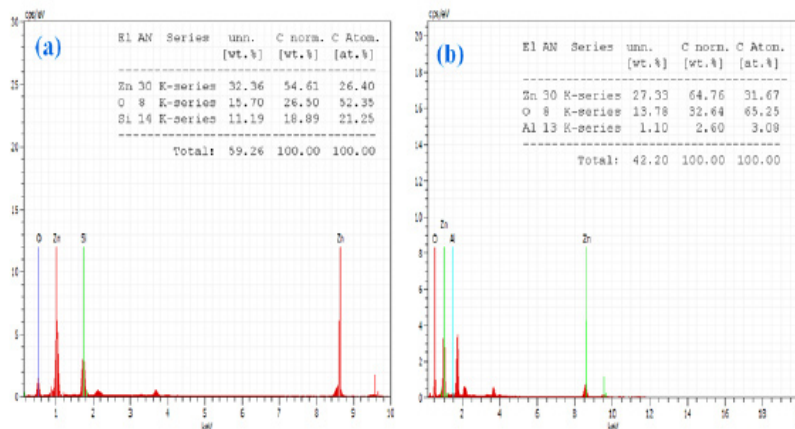 cps/eV
30
(a)
El AN Series unn. C norm. C Atom.
[wt.%] [wt.%] [at.%]
Zn 30 K-series 32.36 54.61 26.40
O 8 K-series 15.70 26.50 52.35
Si 14 K-series 11.19 18.89 21.25
Total: 59.26 100.00 100.00
25
20
15
10
5
0
O Zn Si Zn
1 2 3 4 5 6 7 8 9 10
keV
cps/eV
20
(b)
El AN Series unn. C norm. C Atom.
[wt.%] [wt.%] [at.%]
Zn 30 K-series 27.33 64.76 31.67
O 8 K-series 13.78 32.64 65.25
Al 13 K-series 1.10 2.60 3.08
Total: 42.20 100.00 100.00
18
16
14
12
10
8
6
4
2
0
O Zn Al Zn
2 4 6 8 10 12 14 16 18
keV